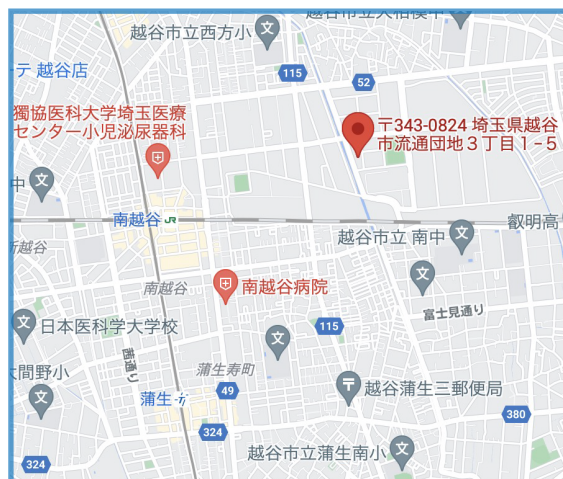 越谷市立西方小
越谷市立大相模中
115
52
テ 越谷店
獨協医科大学埼玉医療
センター小児泌尿器科
〒343-0824 埼玉県越谷
市流通団地３丁目１−５
中
南越谷
JR
叡明高
越谷市立 南中
新越谷
南越谷
南越谷病院
富士見通り
115
日本医科学大学校
茜通り
大間野小
蒲生寿町
49
越谷蒲生三郵便局
蒲生
380
324
越谷市立蒲生南小
324